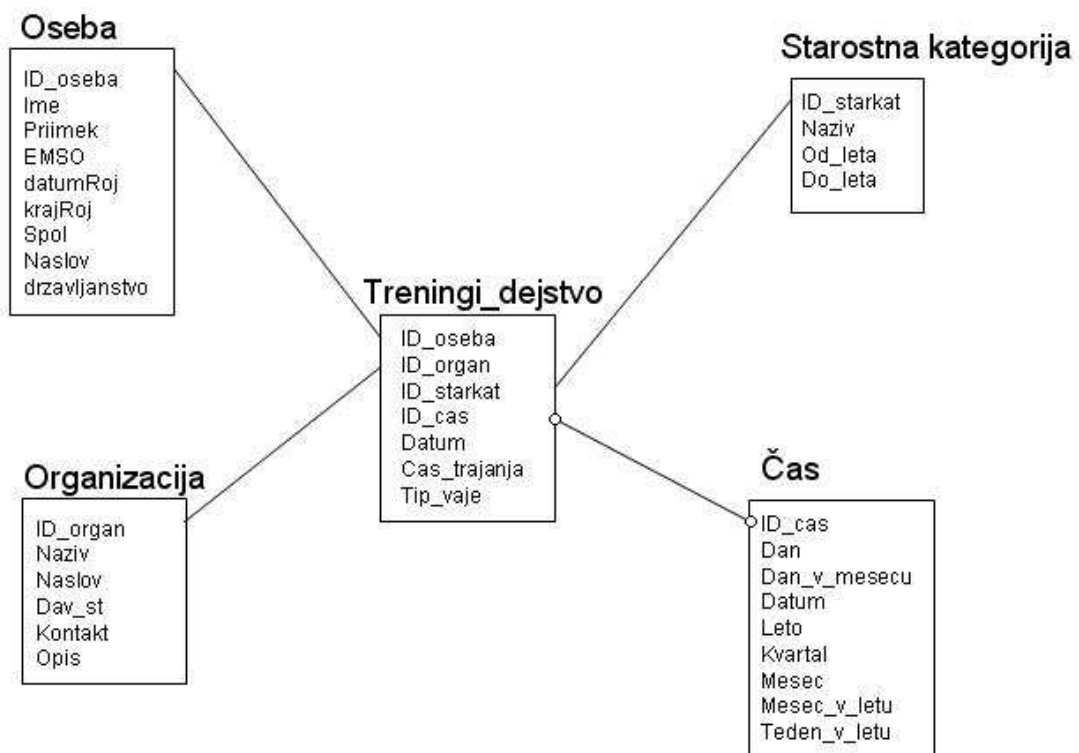 Oseba
ID_oseba
Ime
Priimek
EMSO
datumRoj
krajRoj
Spol
Naslov
drzavljanstvo
Starostna kategorija
ID_starkat
Naziv
Od_leta
Do_leta
Treningi_dejstvo
ID_oseba
ID_organ
ID_starkat
ID_cas
Datum
Cas_trajanja
Tip_vaje
Organizacija
ID_organ
Naziv
Naslov
Dav_st
Kontakt
Opis
Čas
ID_cas
Dan
Dan_v_mesecu
Datum
Leto
Kvartal
Mesec
Mesec_v_letu
Teden_v_letu